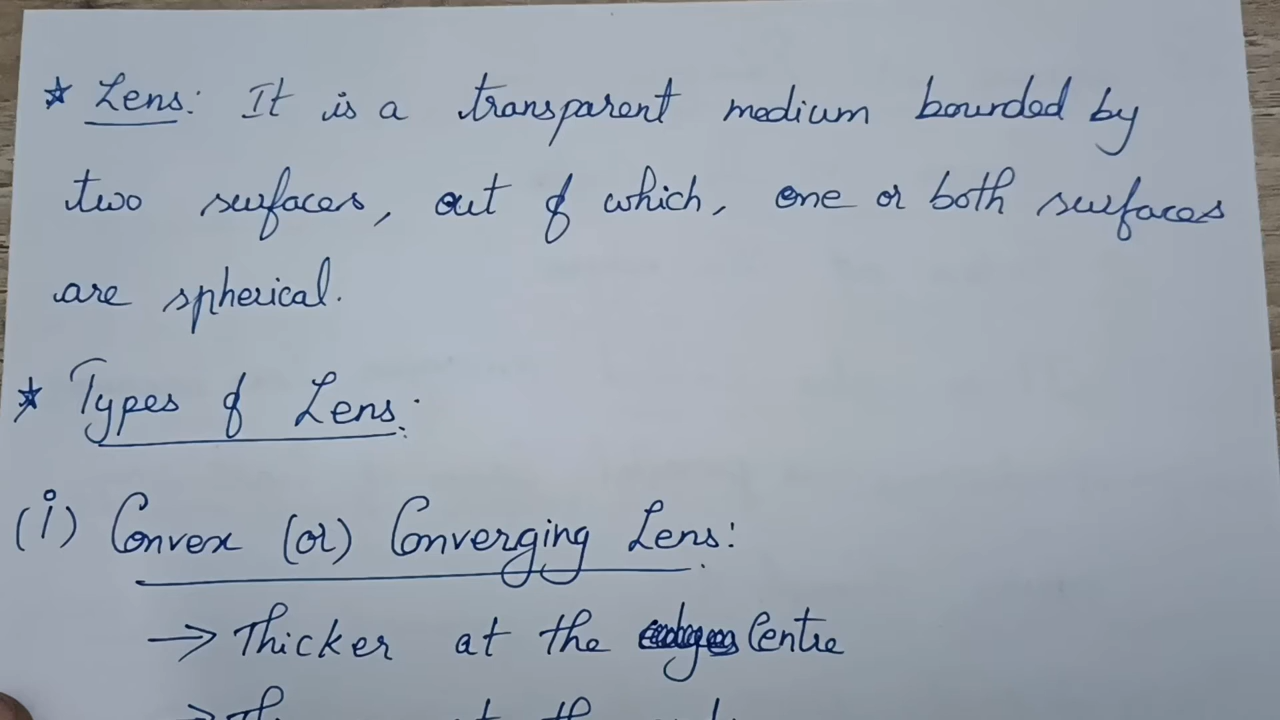 * Lens: It is a transparent medium bounded by
two surfaces, out of which, one or both surfaces
are spherical.
* Types of Lens:
(i) Convex (or) Converging Lens:
→ Thicker at the Centre